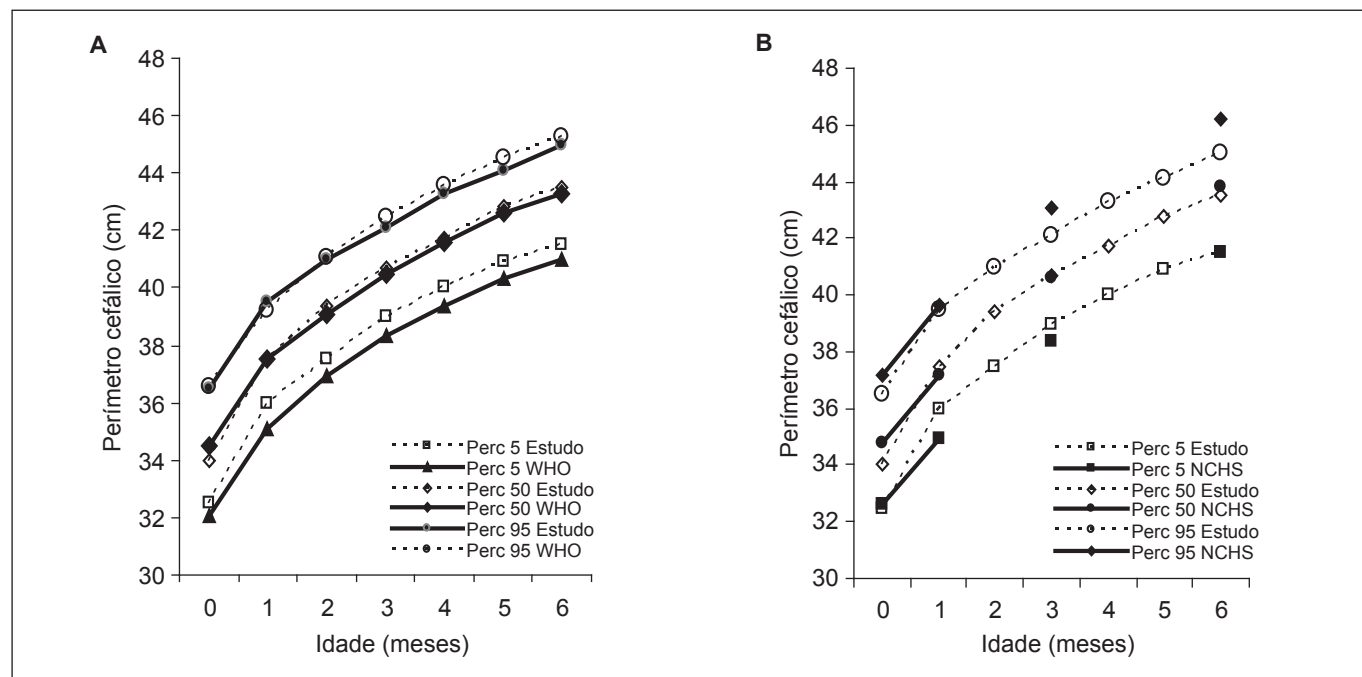 A
Perímetro cefálico (cm)
48
46
44
42
40
38
36
34
32
30
0 1 2 3 4 5 6
Idade (meses)
Perc 5 Estudo
Perc 5 WHO
Perc 50 Estudo
Perc 50 WHO
Perc 95 Estudo
Perc 95 WHO
B
Perímetro cefálico (cm)
48
46
44
42
40
38
36
34
32
30
0 1 2 3 4 5 6
Idade (meses)
Perc 5 Estudo
Perc 5 NCHS
Perc 50 Estudo
Perc 50 NCHS
Perc 95 Estudo
Perc 95 NCHS